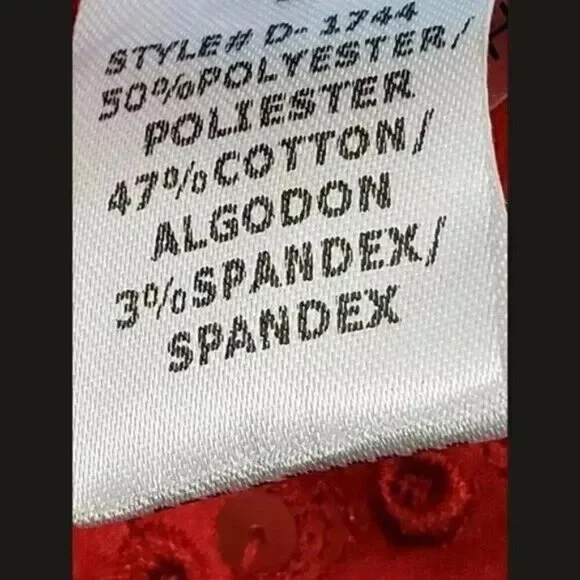 STYLE# D- 1744
50%POLYESTER/
POLIESTER
47%COTTON/
ALGODON
3%SPANDEX/
SPANDEX